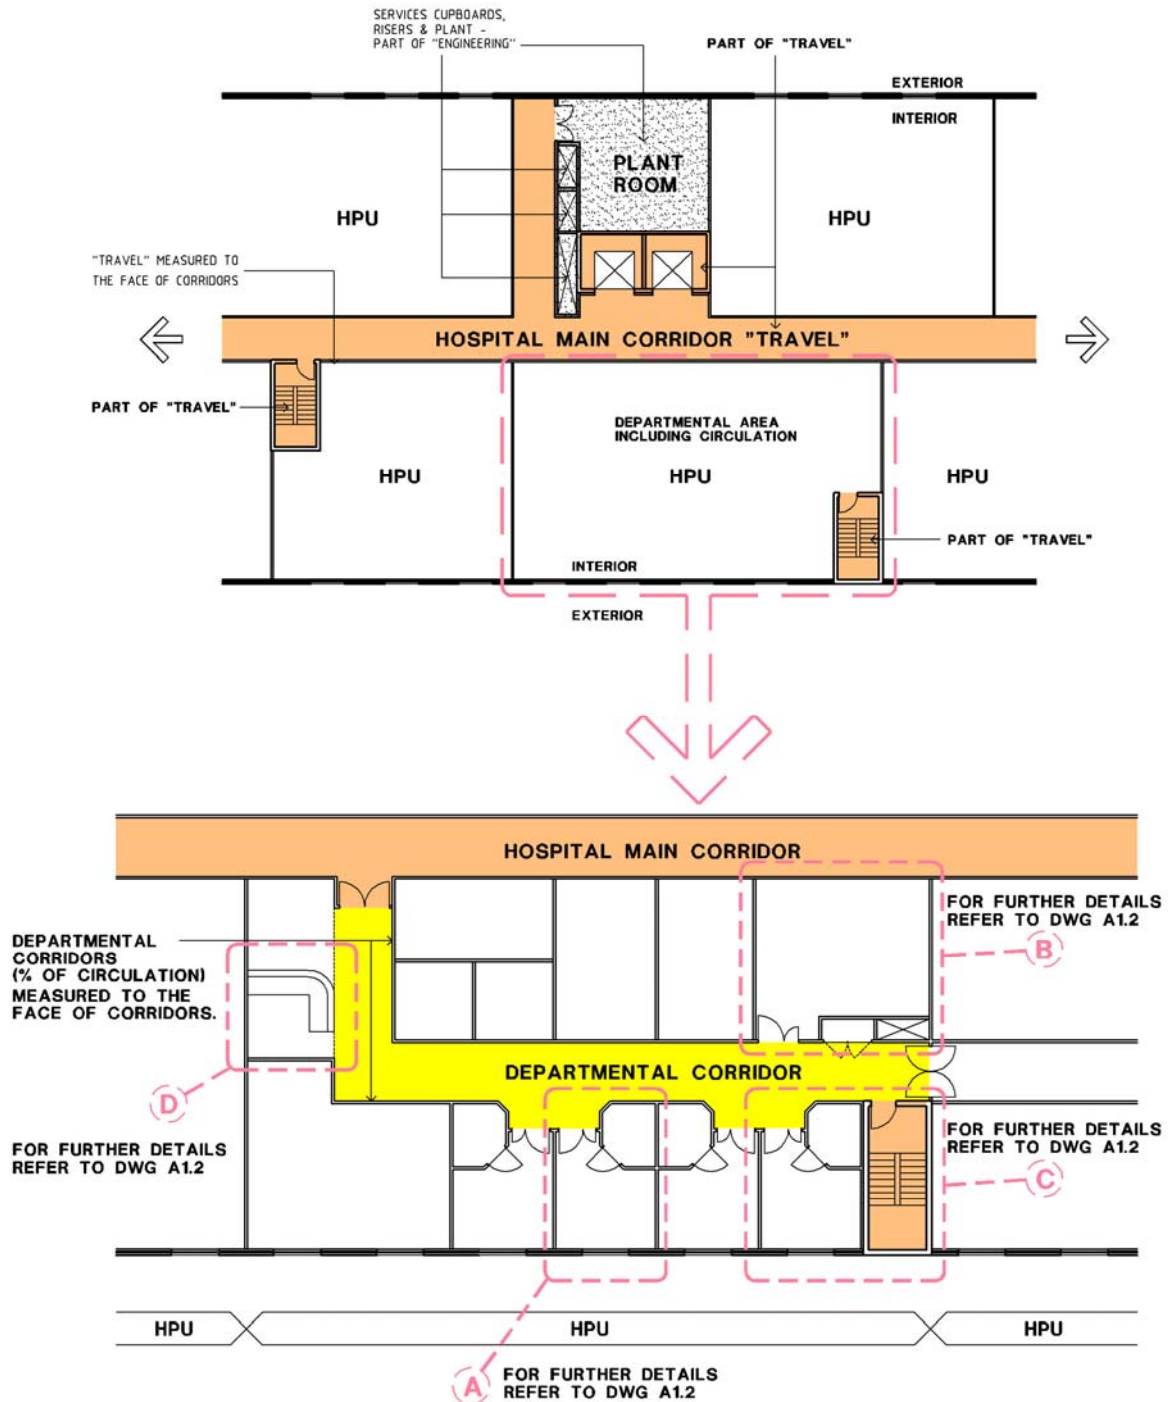 SERVICES CUPBOARDS,
RISERS & PLANT -
PART OF "ENGINEERING"
PART OF "TRAVEL"
EXTERIOR
INTERIOR
PLANT
ROOM
HPU
HPU
"TRAVEL" MEASURED TO
THE FACE OF CORRIDORS
HOSPITAL MAIN CORRIDOR "TRAVEL"
PART OF "TRAVEL"
DEPARTMENTAL AREA
INCLUDING CIRCULATION
HPU
HPU
HPU
PART OF "TRAVEL"
INTERIOR
EXTERIOR
HOSPITAL MAIN CORRIDOR
FOR FURTHER DETAILS
REFER TO DWG A1.2
B
DEPARTMENTAL
CORRIDORS
(% OF CIRCULATION)
MEASURED TO THE
FACE OF CORRIDORS.
DEPARTMENTAL CORRIDOR
D
FOR FURTHER DETAILS
REFER TO DWG A1.2
FOR FURTHER DETAILS
REFER TO DWG A1.2
C
HPU
HPU
HPU
A
FOR FURTHER DETAILS
REFER TO DWG A1.2